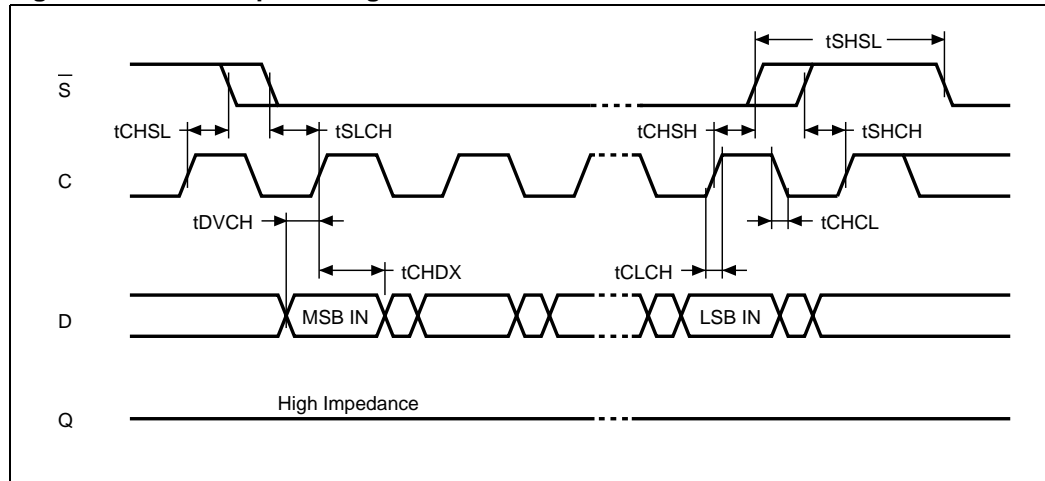 tSHSL
S
tCHSL
tSLCH
tCHSH
tSHCH
C
tDVCH
tCHCL
tCHDX
tCLCH
D
MSB IN
LSB IN
High Impedance
Q